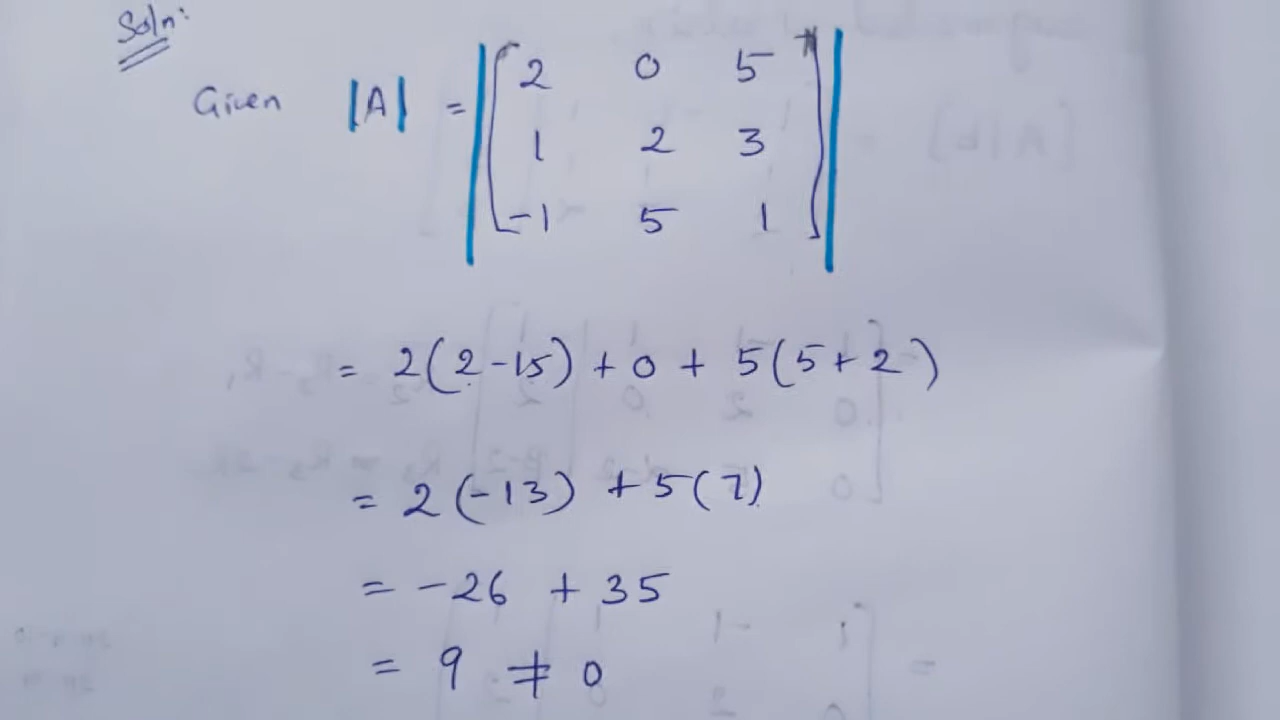 Soln:
Given |A| = |[ 2 0 5
1 2 3
-1 5 1 ]|
= 2(2-15) + 0 + 5(5+2)
= 2(-13) + 5(7)
= -26 + 35
= 9 ≠ 0